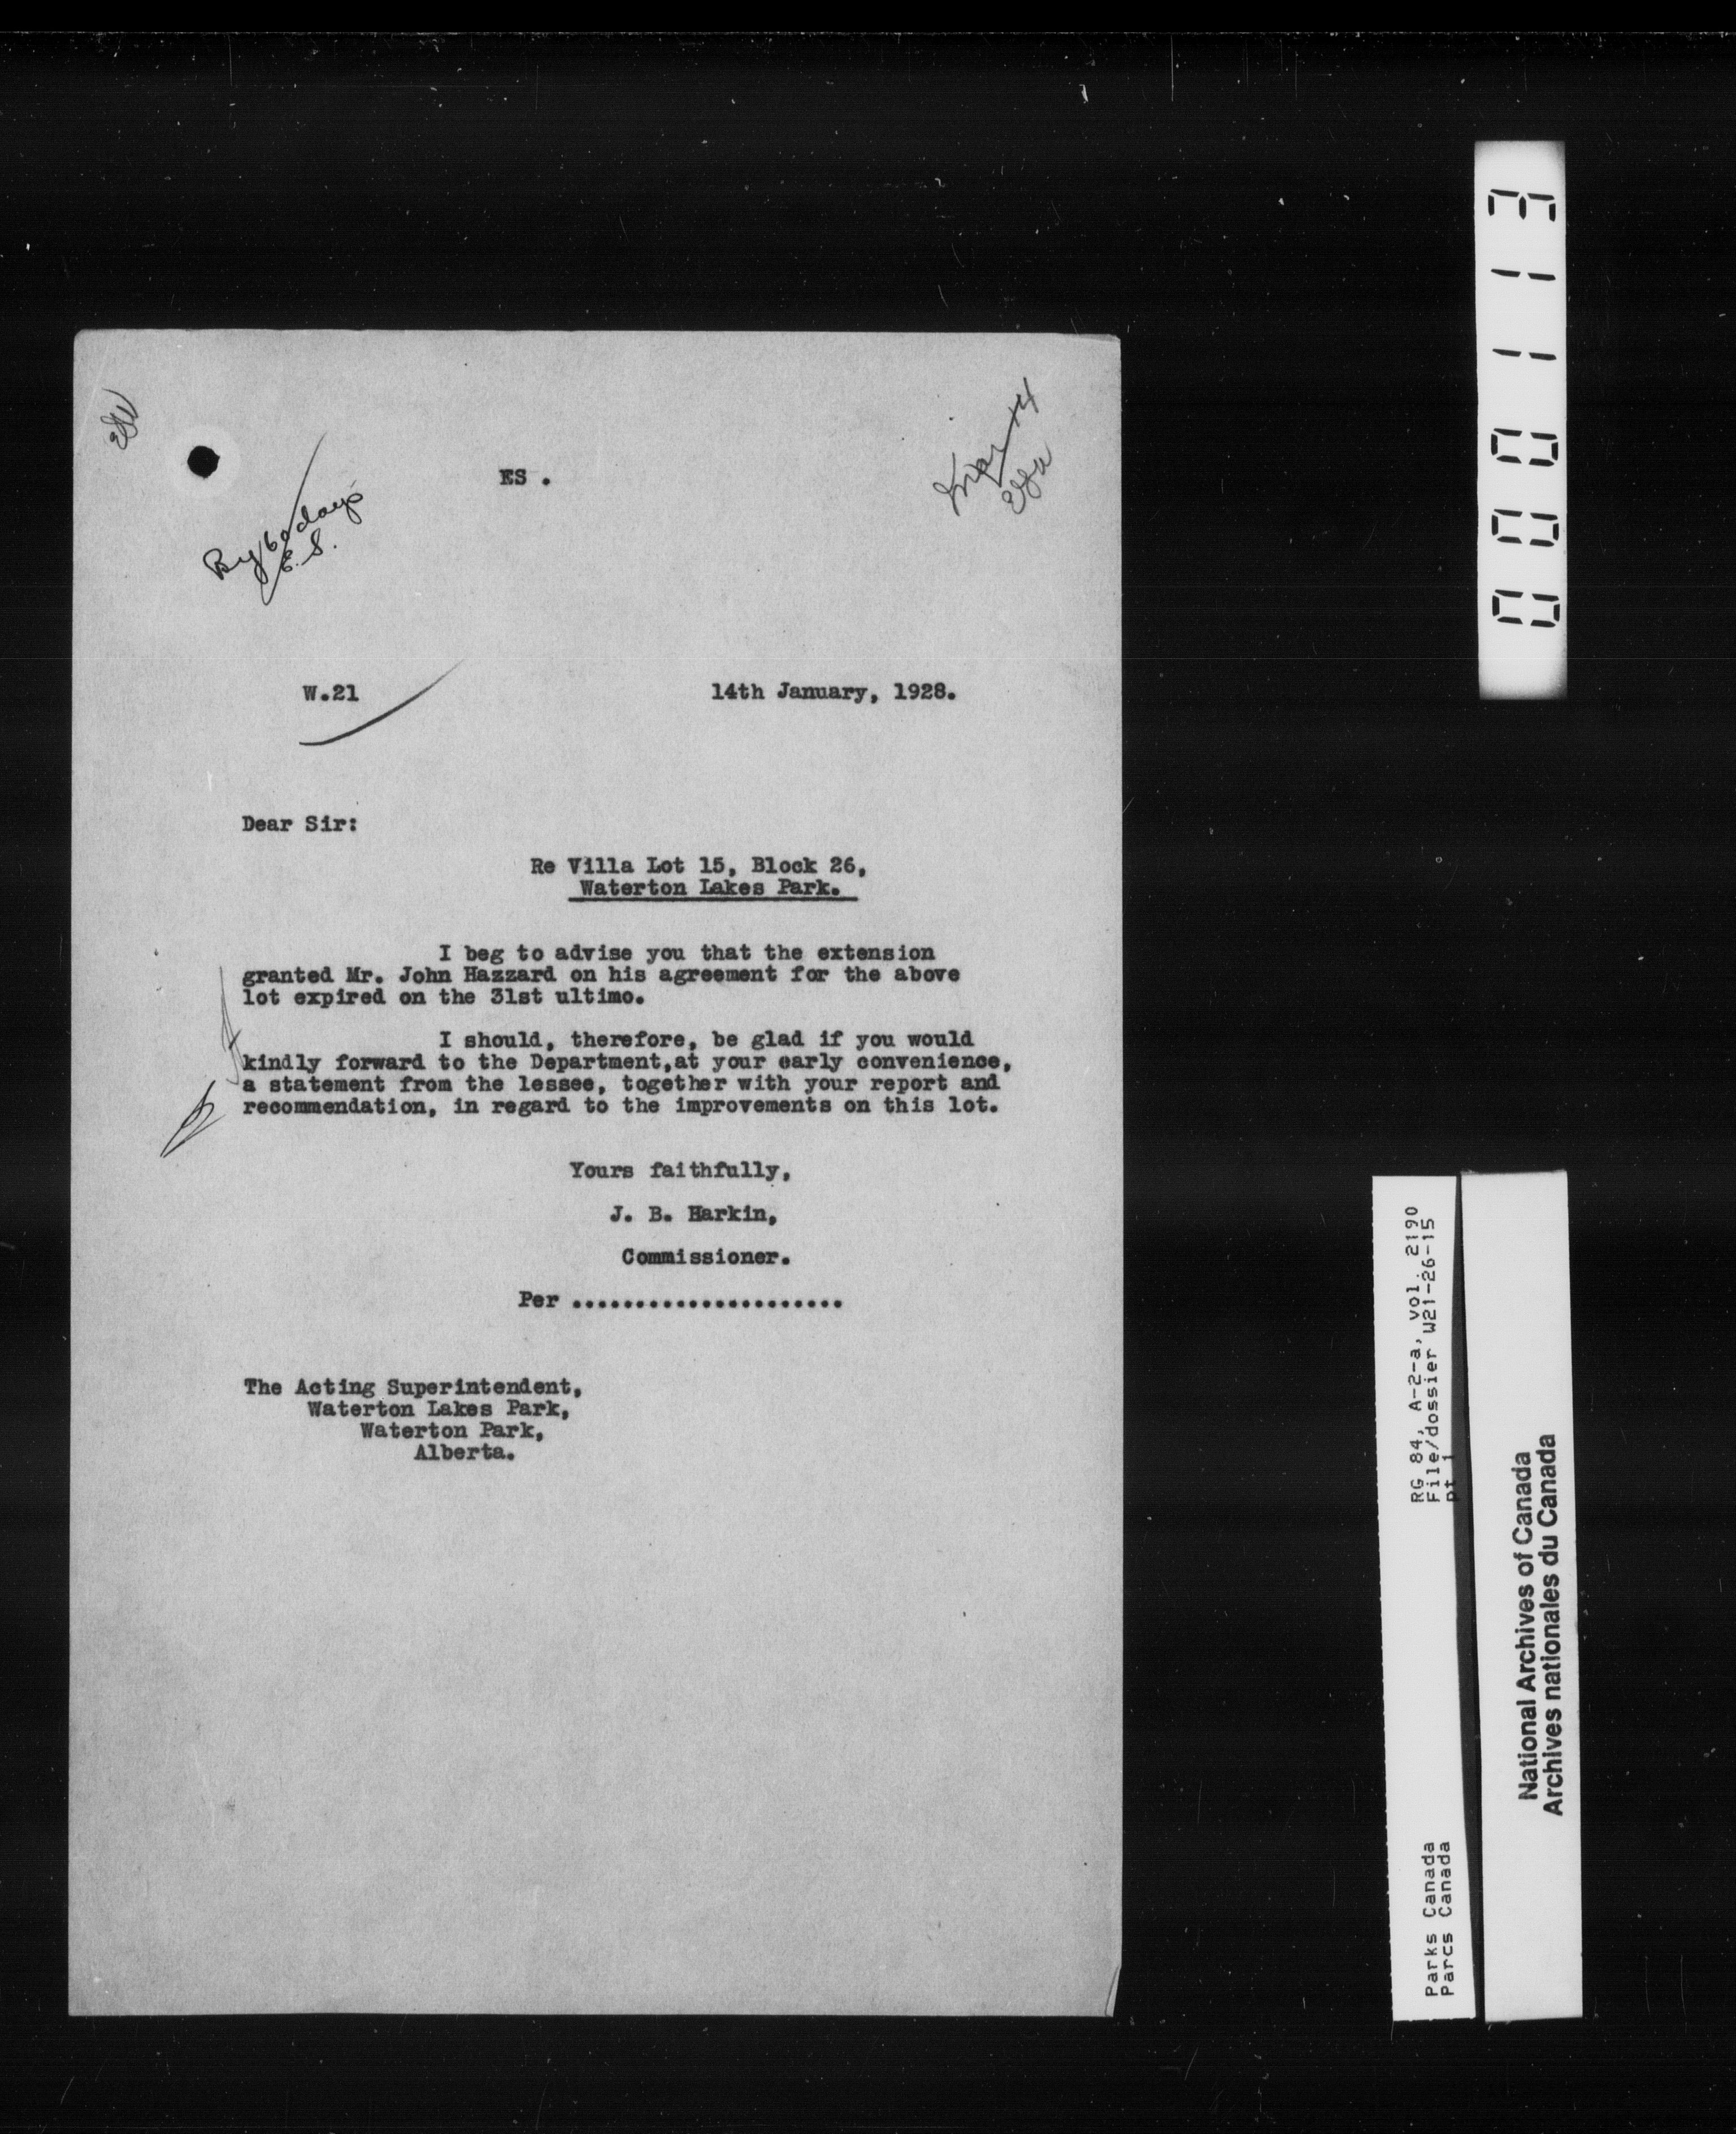 ES.
By 60 days
E.S.
W.21
14th January, 1928.
Dear Sir:
Re Villa Lot 15, Block 26,
Waterton Lakes Park.
I beg to advise you that the extension
granted Mr. John Hazzard on his agreement for the above
lot expired on the 31st ultimo.
I should, therefore, be glad if you would
kindly forward to the Department,at your early convenience,
a statement from the lessee, together with your report and
recommendation, in regard to the improvements on this lot.
Yours faithfully,
J. B. Harkin,
Commissioner.
Per ......................
The Acting Superintendent,
Waterton Lakes Park,
Waterton Park,
Alberta.
000113
RG 84, A-2-a, vol. 2190
File/dossier W21-26-15
pt 1
Parks Canada
Parcs Canada
National Archives of Canada
Archives nationales du Canada